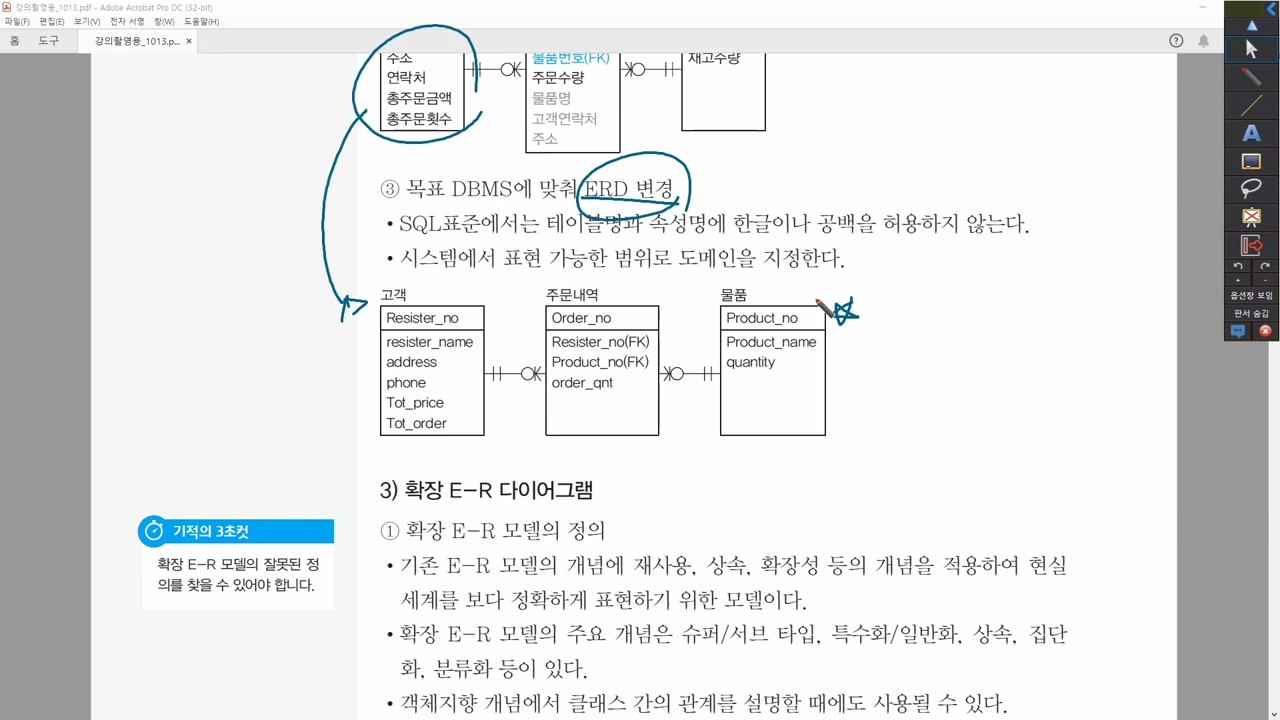 강의촬영용_1013.pdf - Adobe Acrobat Pro DC (32-bit)
파일(F) 편집(E) 보기(V) 전자 서명 창(W) 도움말(H)
홈 도구 강의촬영용_1013.p... ×
주소
연락처
총주문금액
총주문횟수
물품번호(FK)
주문수량
물품명
고객연락처
주소
재고수량
③ 목표 DBMS에 맞춰 ERD 변경
• SQL표준에서는 테이블명과 속성명에 한글이나 공백을 허용하지 않는다.
• 시스템에서 표현 가능한 범위로 도메인을 지정한다.
고객
Resister_no
resister_name
address
phone
Tot_price
Tot_order
주문내역
Order_no
Resister_no(FK)
Product_no(FK)
order_qnt
물품
Product_no
Product_name
quantity
3) 확장 E-R 다이어그램
① 확장 E-R 모델의 정의
• 기존 E-R 모델의 개념에 재사용, 상속, 확장성 등의 개념을 적용하여 현실
세계를 보다 정확하게 표현하기 위한 모델이다.
• 확장 E-R 모델의 주요 개념은 슈퍼/서브 타입, 특수화/일반화, 상속, 집단
화, 분류화 등이 있다.
• 객체지향 개념에서 클래스 간의 관계를 설명할 때에도 사용될 수 있다.
기적의 3초컷
확장 E-R 모델의 잘못된 정
의를 찾을 수 있어야 합니다.
A
옵션창 보임
판서 숨김